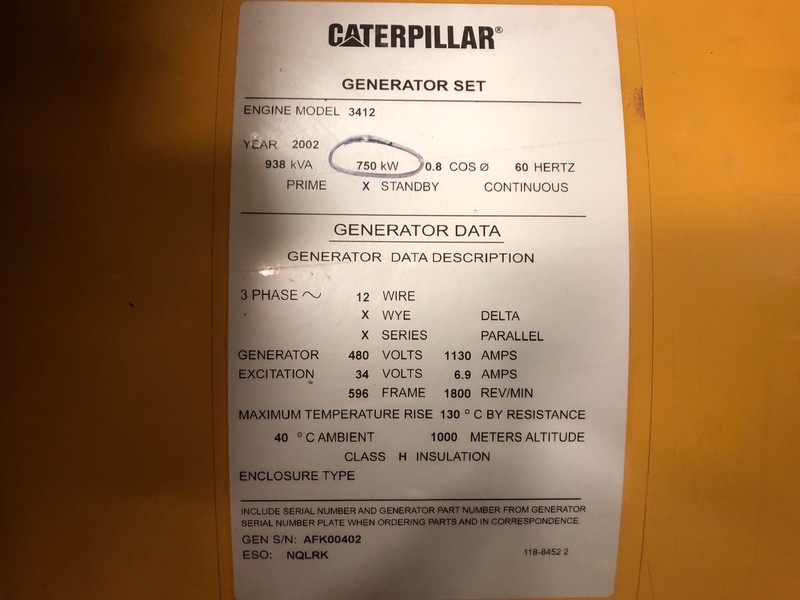 CATERPILLAR®
GENERATOR SET
ENGINE MODEL 3412
YEAR 2002
938 kVA 750 kW 0.8 COS Ø 60 HERTZ
PRIME X STANDBY CONTINUOUS
GENERATOR DATA
GENERATOR DATA DESCRIPTION
3 PHASE ~ 12 WIRE
X WYE DELTA
X SERIES PARALLEL
GENERATOR 480 VOLTS 1130 AMPS
EXCITATION 34 VOLTS 6.9 AMPS
596 FRAME 1800 REV/MIN
MAXIMUM TEMPERATURE RISE 130 ° C BY RESISTANCE
40 ° C AMBIENT 1000 METERS ALTITUDE
CLASS H INSULATION
ENCLOSURE TYPE
INCLUDE SERIAL NUMBER AND GENERATOR PART NUMBER FROM GENERATOR
SERIAL NUMBER PLATE WHEN ORDERING PARTS AND IN CORRESPONDENCE.
GEN S/N: AFK00402
ESO: NQLRK 118-8452 2